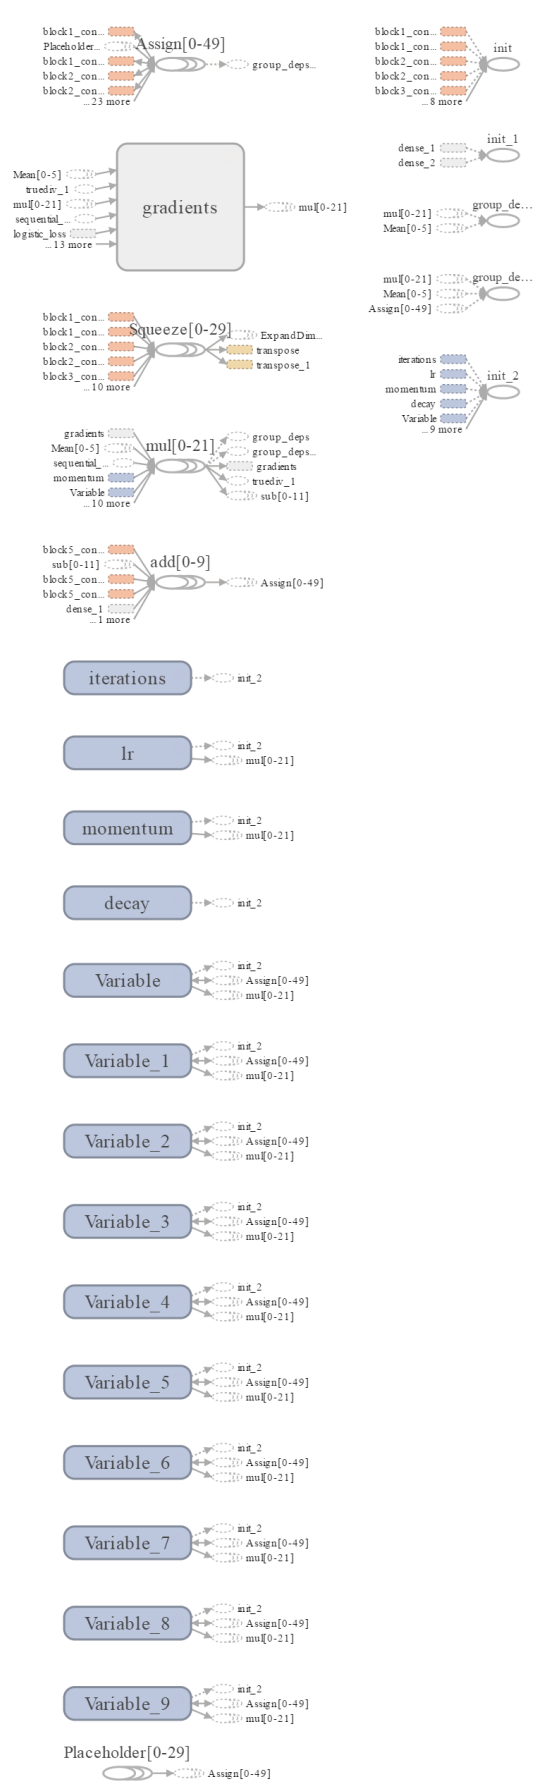 block1_con...
Placeholder...
block1_con...
block2_con...
block2_con...
... 23 more
Assign[0-49]
group_deps...
block1_con...
block1_con...
block2_con...
block2_con...
block3_con...
... 8 more
init
dense_1
dense_2
init_1
mul[0-21]
Mean[0-5]
group_de...
mul[0-21]
Mean[0-5]
Assign[0-49]
group_de...
iterations
lr
momentum
decay
Variable
... 9 more
init_2
Mean[0-5]
truediv_1
mul[0-21]
sequential_...
logistic_loss
... 13 more
gradients
mul[0-21]
block1_con...
block1_con...
block2_con...
block2_con...
block3_con...
... 10 more
Squeeze[0-29]
ExpandDim...
transpose
transpose_1
gradients
Mean[0-5]
sequential_...
momentum
Variable
... 10 more
mul[0-21]
group_deps
group_deps...
gradients
truediv_1
sub[0-11]
block5_con...
sub[0-11]
block5_con...
block5_con...
dense_1
... 1 more
add[0-9]
Assign[0-49]
iterations
init_2
lr
init_2
mul[0-21]
momentum
init_2
mul[0-21]
decay
init_2
Variable
init_2
Assign[0-49]
mul[0-21]
Variable_1
init_2
Assign[0-49]
mul[0-21]
Variable_2
init_2
Assign[0-49]
mul[0-21]
Variable_3
init_2
Assign[0-49]
mul[0-21]
Variable_4
init_2
Assign[0-49]
mul[0-21]
Variable_5
init_2
Assign[0-49]
mul[0-21]
Variable_6
init_2
Assign[0-49]
mul[0-21]
Variable_7
init_2
Assign[0-49]
mul[0-21]
Variable_8
init_2
Assign[0-49]
mul[0-21]
Variable_9
init_2
Assign[0-49]
mul[0-21]
Placeholder[0-29]
Assign[0-49]